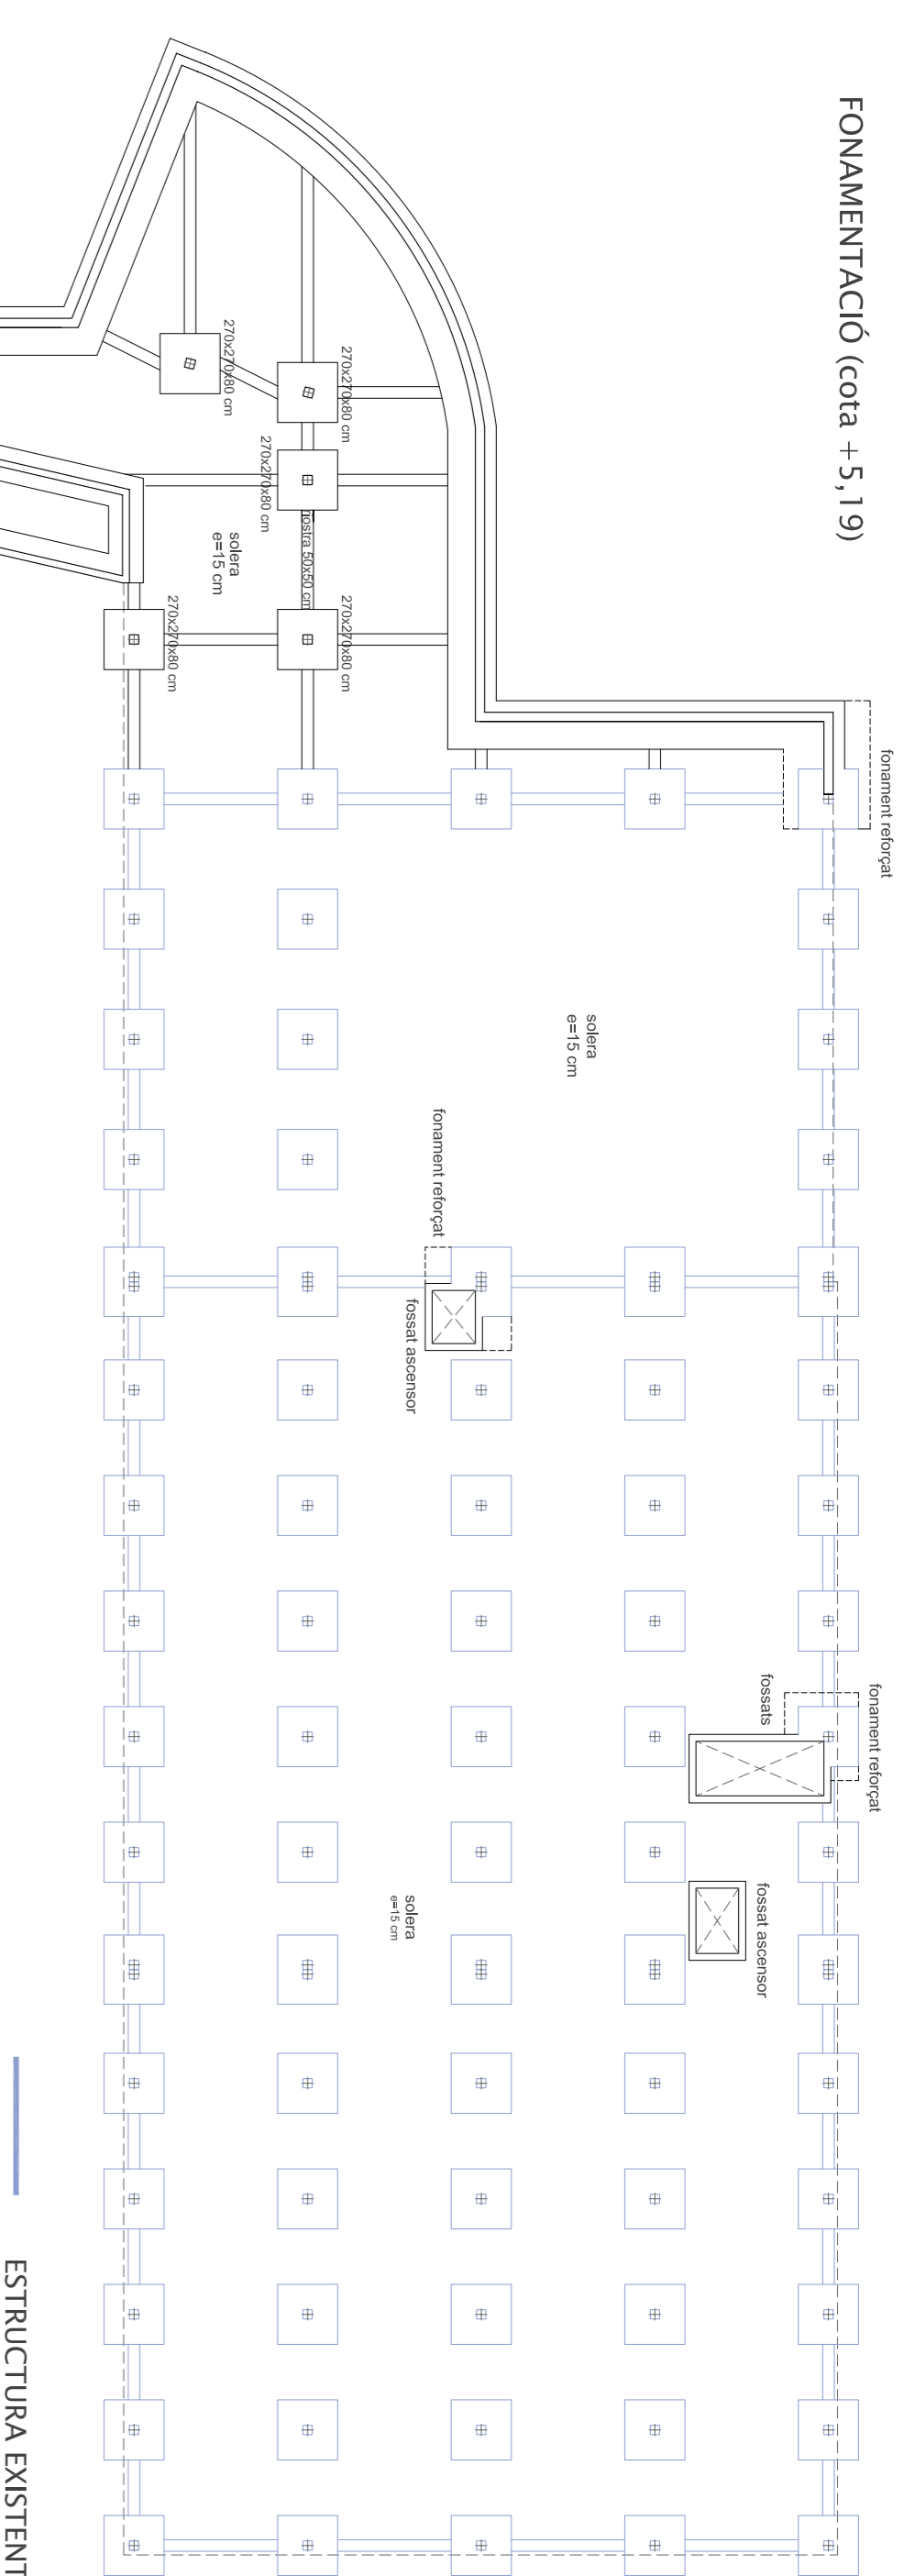 FONAMENTACIÓ (cota +5,19)
270x270x80 cm
270x270x80 cm
270x270x80 cm
riostra 50x50 cm
solera
e=15 cm
270x270x80 cm
270x270x80 cm
fonament reforçat
solera
e=15 cm
fonament reforçat
fossat ascensor
fonament reforçat
fossats
fossat ascensor
solera
e=15 cm
ESTRUCTURA EXISTENT